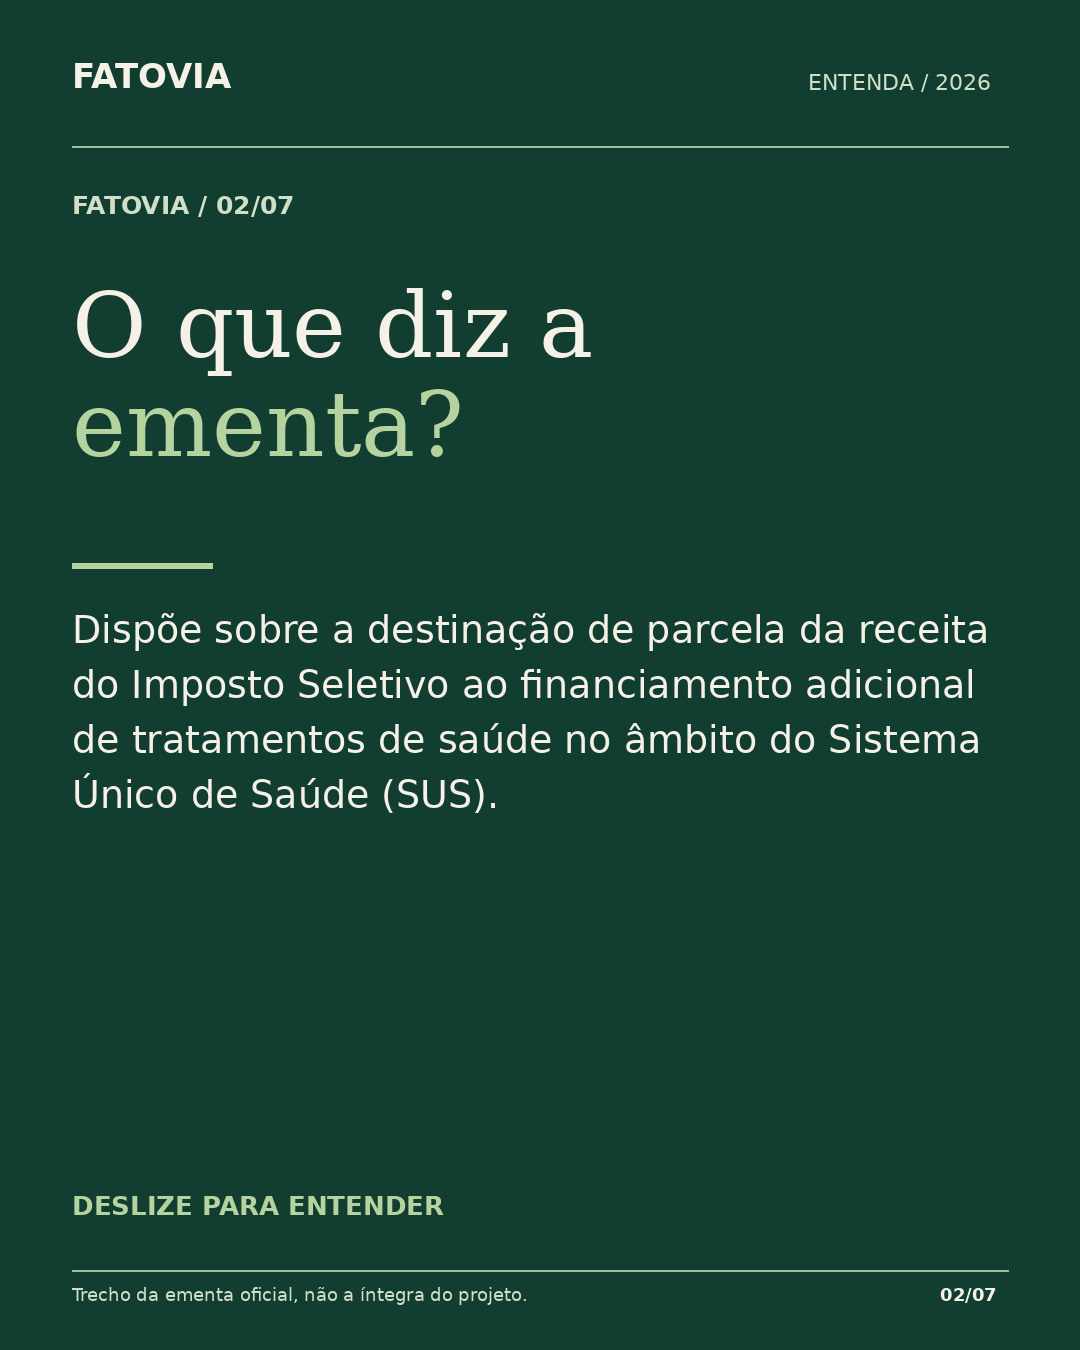 FATOVIA
ENTENDA / 2026
FATOVIA / 02/07
O que diz a
ementa?
Dispõe sobre a destinação de parcela da receita
do Imposto Seletivo ao financiamento adicional
de tratamentos de saúde no âmbito do Sistema
Único de Saúde (SUS).
DESLIZE PARA ENTENDER
Trecho da ementa oficial, não a íntegra do projeto.
02/07